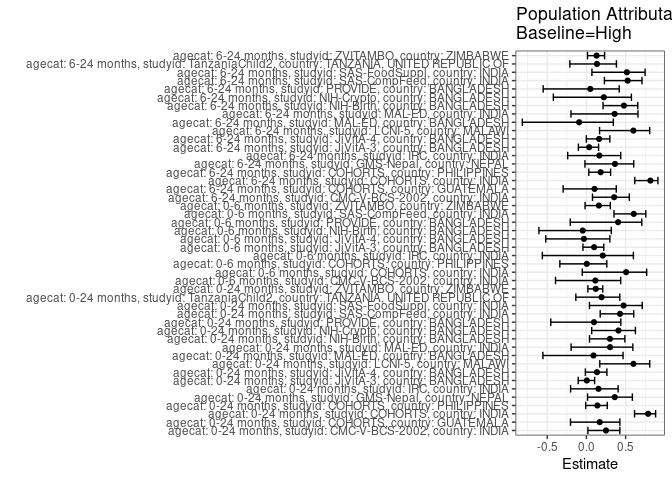 Population Attributa
Baseline=High
agecat: 6-24 months, studyid: ZVITAMBO, country: ZIMBABWE
agecat: 6-24 months, studyid: TanzaniaChild2, country: TANZANIA, UNITED REPUBLIC OF
agecat: 6-24 months, studyid: SAS-FoodSuppl, country: INDIA
agecat: 6-24 months, studyid: SAS-CompFeed, country: INDIA
agecat: 6-24 months, studyid: PROVIDE, country: BANGLADESH
agecat: 6-24 months, studyid: NIH-Crypto, country: BANGLADESH
agecat: 6-24 months, studyid: NIH-Birth, country: BANGLADESH
agecat: 6-24 months, studyid: MAL-ED, country: INDIA
agecat: 6-24 months, studyid: MAL-ED, country: BANGLADESH
agecat: 6-24 months, studyid: LCNI-5, country: MALAWI
agecat: 6-24 months, studyid: JiVitA-4, country: BANGLADESH
agecat: 6-24 months, studyid: JiVitA-3, country: BANGLADESH
agecat: 6-24 months, studyid: IRC, country: INDIA
agecat: 6-24 months, studyid: GMS-Nepal, country: NEPAL
agecat: 6-24 months, studyid: COHORTS, country: PHILIPPINES
agecat: 6-24 months, studyid: COHORTS, country: INDIA
agecat: 6-24 months, studyid: COHORTS, country: GUATEMALA
agecat: 6-24 months, studyid: CMC-V-BCS-2002, country: INDIA
agecat: 0-6 months, studyid: ZVITAMBO, country: ZIMBABWE
agecat: 0-6 months, studyid: SAS-CompFeed, country: INDIA
agecat: 0-6 months, studyid: PROVIDE, country: BANGLADESH
agecat: 0-6 months, studyid: NIH-Birth, country: BANGLADESH
agecat: 0-6 months, studyid: JiVitA-4, country: BANGLADESH
agecat: 0-6 months, studyid: JiVitA-3, country: BANGLADESH
agecat: 0-6 months, studyid: IRC, country: INDIA
agecat: 0-6 months, studyid: COHORTS, country: PHILIPPINES
agecat: 0-6 months, studyid: COHORTS, country: INDIA
agecat: 0-6 months, studyid: CMC-V-BCS-2002, country: INDIA
agecat: 0-24 months, studyid: ZVITAMBO, country: ZIMBABWE
agecat: 0-24 months, studyid: TanzaniaChild2, country: TANZANIA, UNITED REPUBLIC OF
agecat: 0-24 months, studyid: SAS-FoodSuppl, country: INDIA
agecat: 0-24 months, studyid: SAS-CompFeed, country: INDIA
agecat: 0-24 months, studyid: PROVIDE, country: BANGLADESH
agecat: 0-24 months, studyid: NIH-Crypto, country: BANGLADESH
agecat: 0-24 months, studyid: NIH-Birth, country: BANGLADESH
agecat: 0-24 months, studyid: MAL-ED, country: INDIA
agecat: 0-24 months, studyid: MAL-ED, country: BANGLADESH
agecat: 0-24 months, studyid: LCNI-5, country: MALAWI
agecat: 0-24 months, studyid: JiVitA-4, country: BANGLADESH
agecat: 0-24 months, studyid: JiVitA-3, country: BANGLADESH
agecat: 0-24 months, studyid: IRC, country: INDIA
agecat: 0-24 months, studyid: GMS-Nepal, country: NEPAL
agecat: 0-24 months, studyid: COHORTS, country: PHILIPPINES
agecat: 0-24 months, studyid: COHORTS, country: INDIA
agecat: 0-24 months, studyid: COHORTS, country: GUATEMALA
agecat: 0-24 months, studyid: CMC-V-BCS-2002, country: INDIA
-0.5 0.0 0.5
Estimate